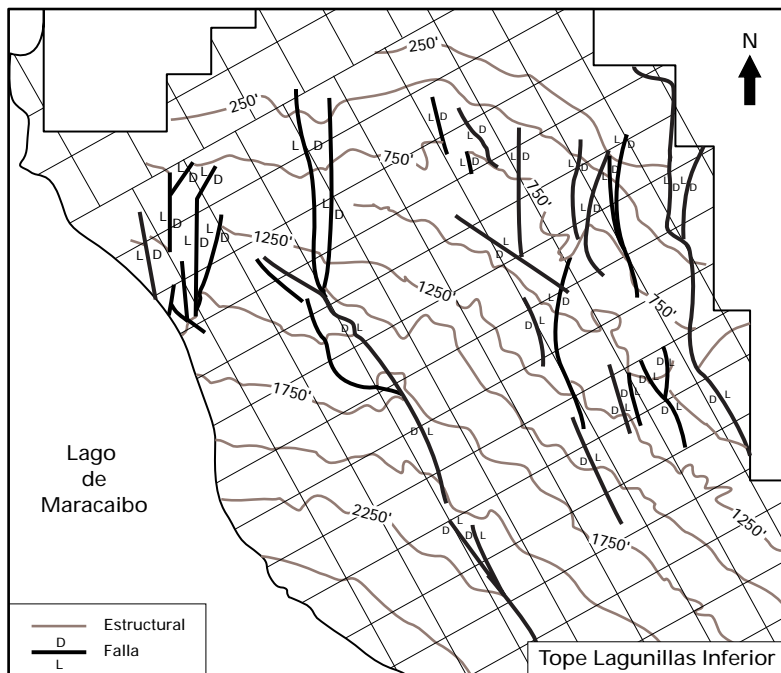 N
250'
250'
L D
L D
L D
L D
L D
750'
L D
L D
L D
L D
L D
L D
L D
L D
L D
L D
L D
L D
L D
750'
1250'
D L
L D
1250'
750'
D L
D L
D L
D L
D L
D L
D L
D L
1750'
D L
D L
2250'
D L
D L
1750'
1250'
Lago
de
Maracaibo
Estructural
D
Falla
L
Tope Lagunillas Inferior